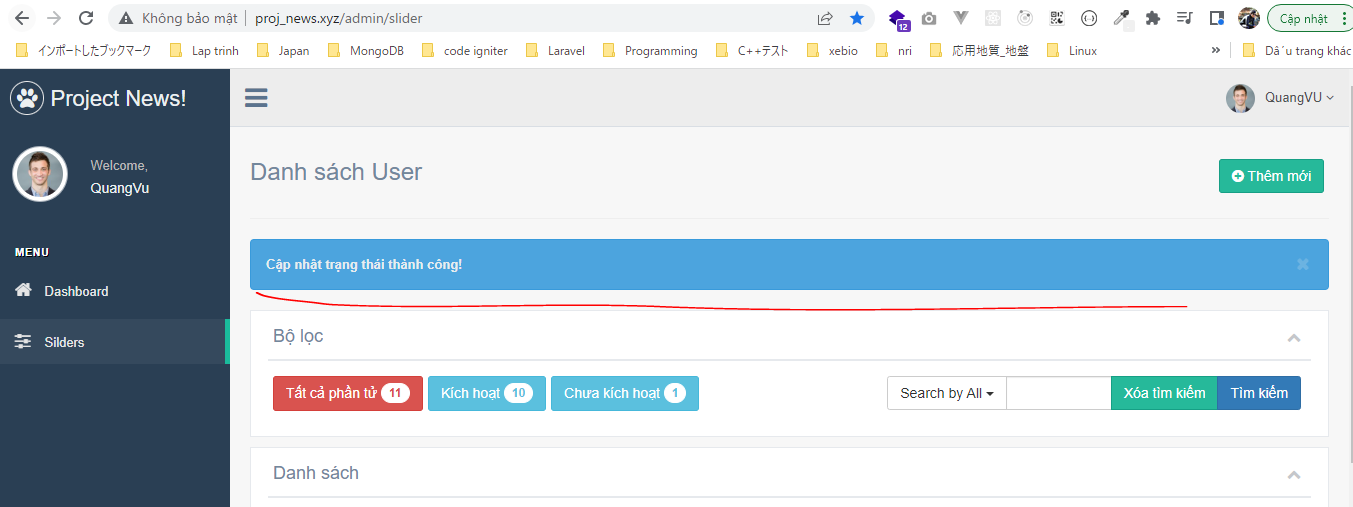 Không bảo mật proj_news.xyz/admin/slider 12 Cập nhật
インポートしたブックマーク Lap trinh Japan MongoDB code igniter Laravel Programming C++テスト xebio nri 応用地質_地盤 Linux » Dâ´u trang khác
Project News! QuangVU
Welcome,
QuangVu
Danh sách User Thêm mới
MENU
Cập nhật trạng thái thành công!
Dashboard
Silders
Bộ lọc
Tất cả phần tử 11 Kích hoạt 10 Chưa kích hoạt 1 Search by All Xóa tìm kiếm Tìm kiếm
Danh sách